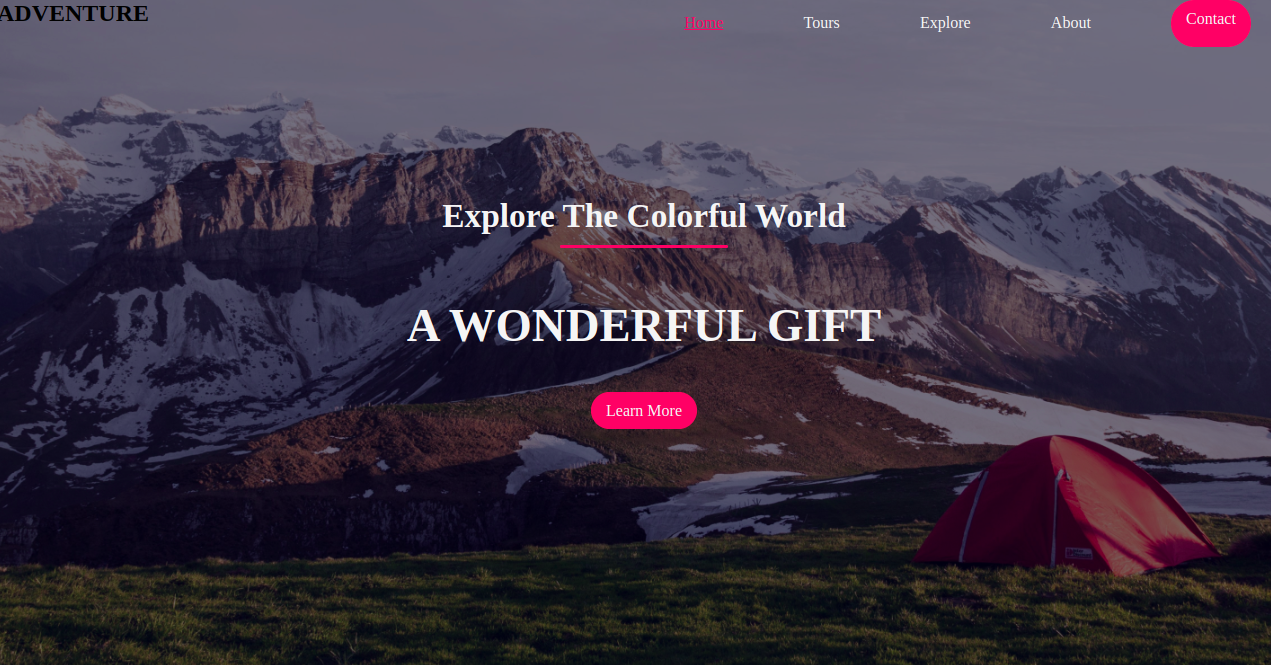 ADVENTURE
Home
Tours
Explore
About
Contact
Explore The Colorful World
A WONDERFUL GIFT
Learn More